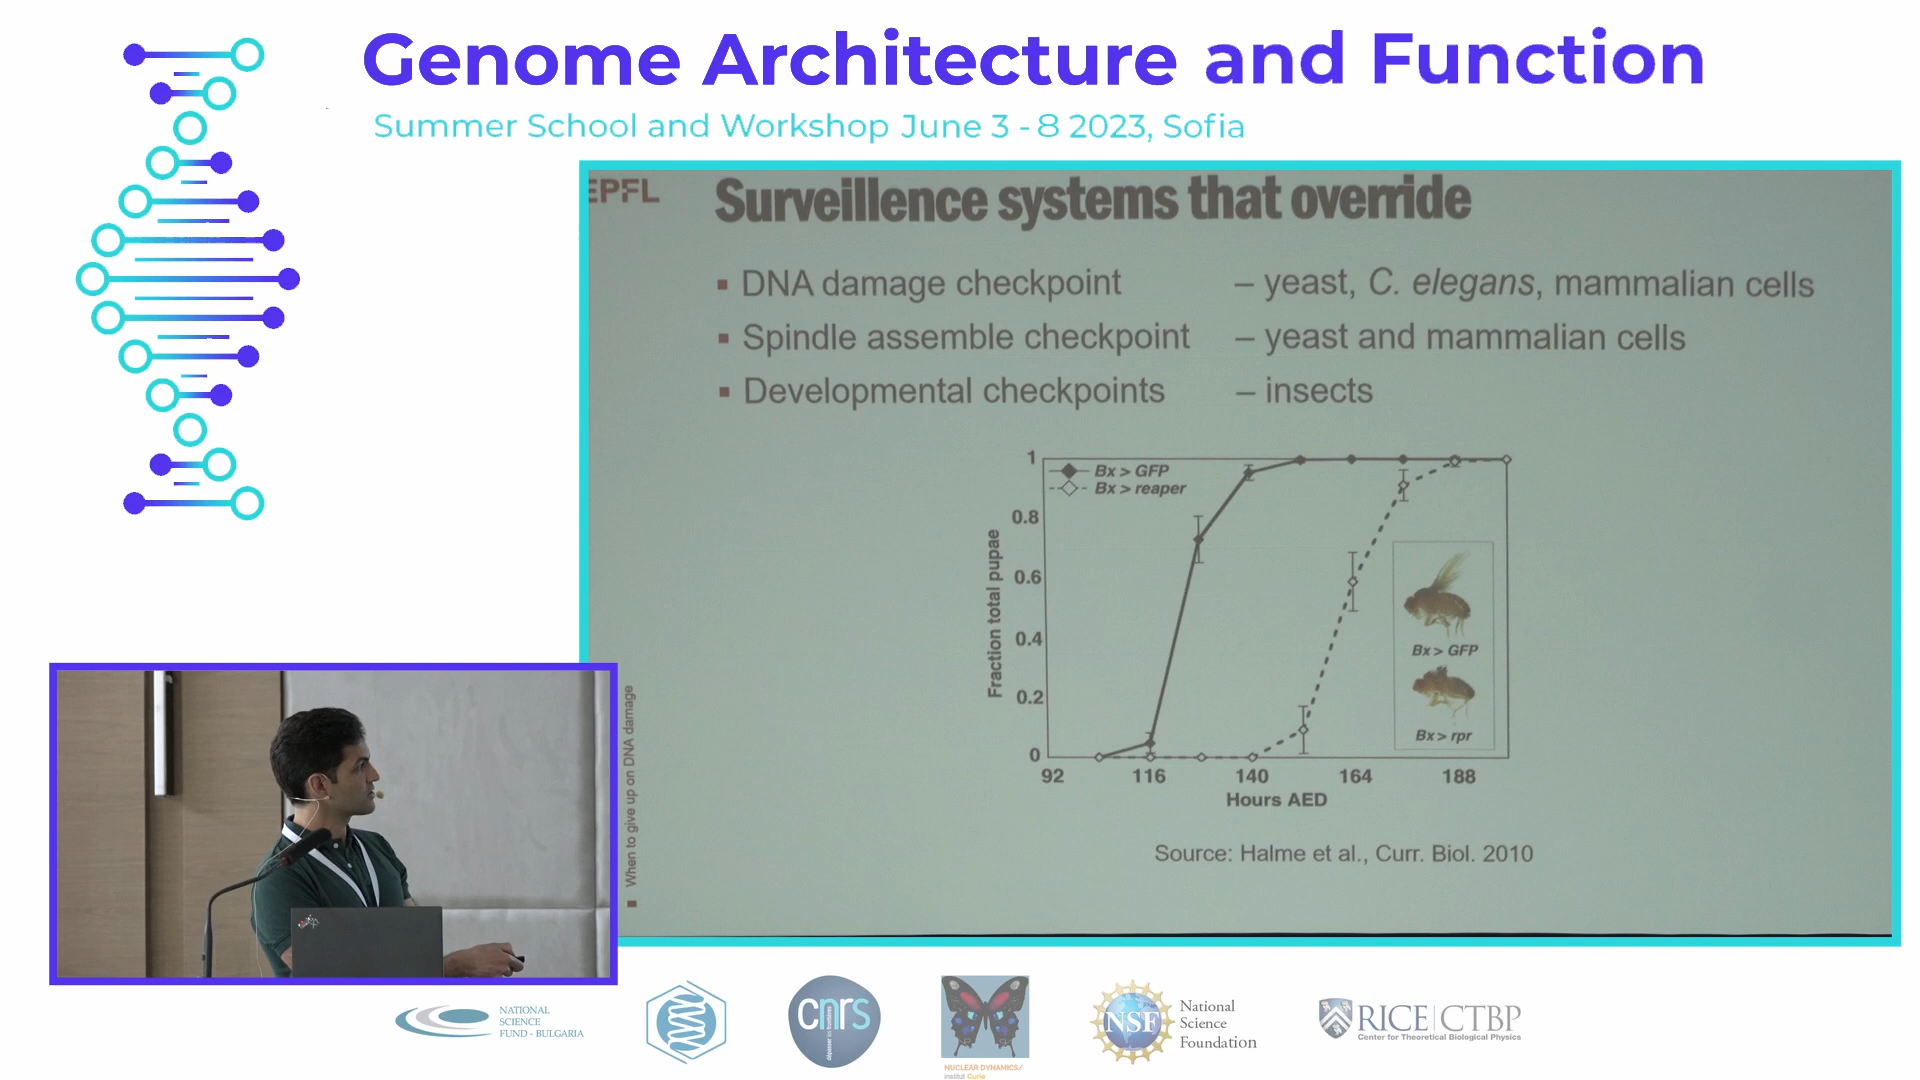 Genome Architecture and Function
Summer School and Workshop June 3 - 8 2023, Sofia
EPFL
Surveillence systems that override
▪ DNA damage checkpoint – yeast, C. elegans, mammalian cells
▪ Spindle assemble checkpoint – yeast and mammalian cells
▪ Developmental checkpoints – insects
Bx > GFP
Bx > reaper
Fraction total pupae
1
0.8
0.6
0.4
0.2
0
92 116 140 164 188
Hours AED
Bx > GFP
Bx > rpr
Source: Halme et al., Curr. Biol. 2010
▪ When to give up on DNA damage
NATIONAL
SCIENCE
FUND - BULGARIA
cnrs
NUCLEAR DYNAMICS/
institut Curie
NSF
National
Science
Foundation
RICE | CTBP
Center for Theoretical Biological Physics